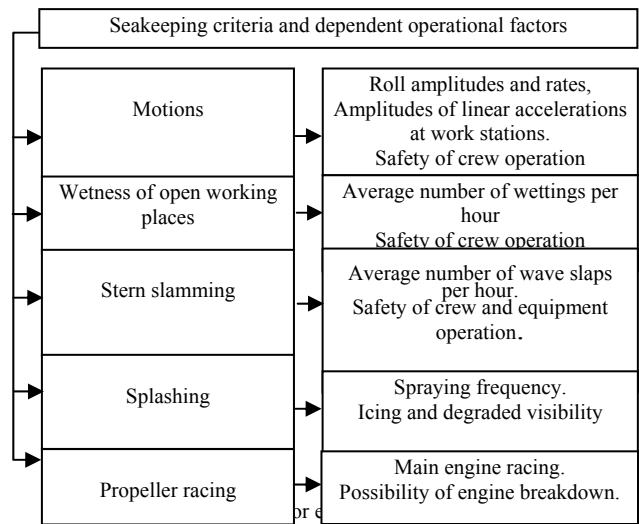 Seakeeping criteria and dependent operational factors
Motions
Roll amplitudes and rates,
Amplitudes of linear accelerations
at work stations.
Safety of crew operation
Wetness of open working
places
Average number of wettings per
hour
Safety of crew operation
Stern slamming
Average number of wave slaps
per hour.
Safety of crew and equipment
operation.
Splashing
Spraying frequency.
Icing and degraded visibility
Propeller racing
Main engine racing.
Possibility of engine breakdown.